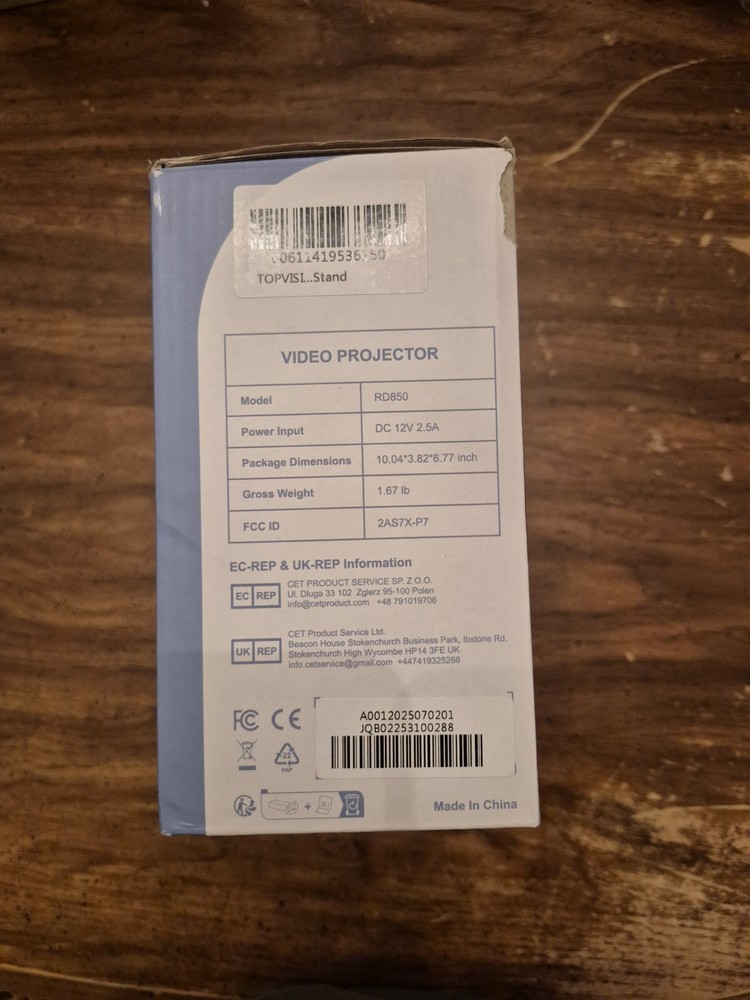 TOPVISI...Stand
VIDEO PROJECTOR
Model RD850
Power Input DC 12V 2.5A
Package Dimensions 10.04*3.82*6.77 inch
Gross Weight 1.67 lb
FCC ID 2AS7X-P7
EC-REP & UK-REP Information
EC REP
CET PRODUCT SERVICE SP. Z O.O.
Ul. Dluga 33 102 Zgierz 95-100 Polen
info@cetproduct.com +48 791019706
UK REP
CET Product Service Ltd.
Beacon House Stokenchurch Business Park, Ibstone Rd.
Stokenchurch High Wycombe HP14 3FE UK
info.cetservice@gmail.com +447419325266
FC CE
A0012025070201
JQB02253100288
22
PAP
+
Made In China